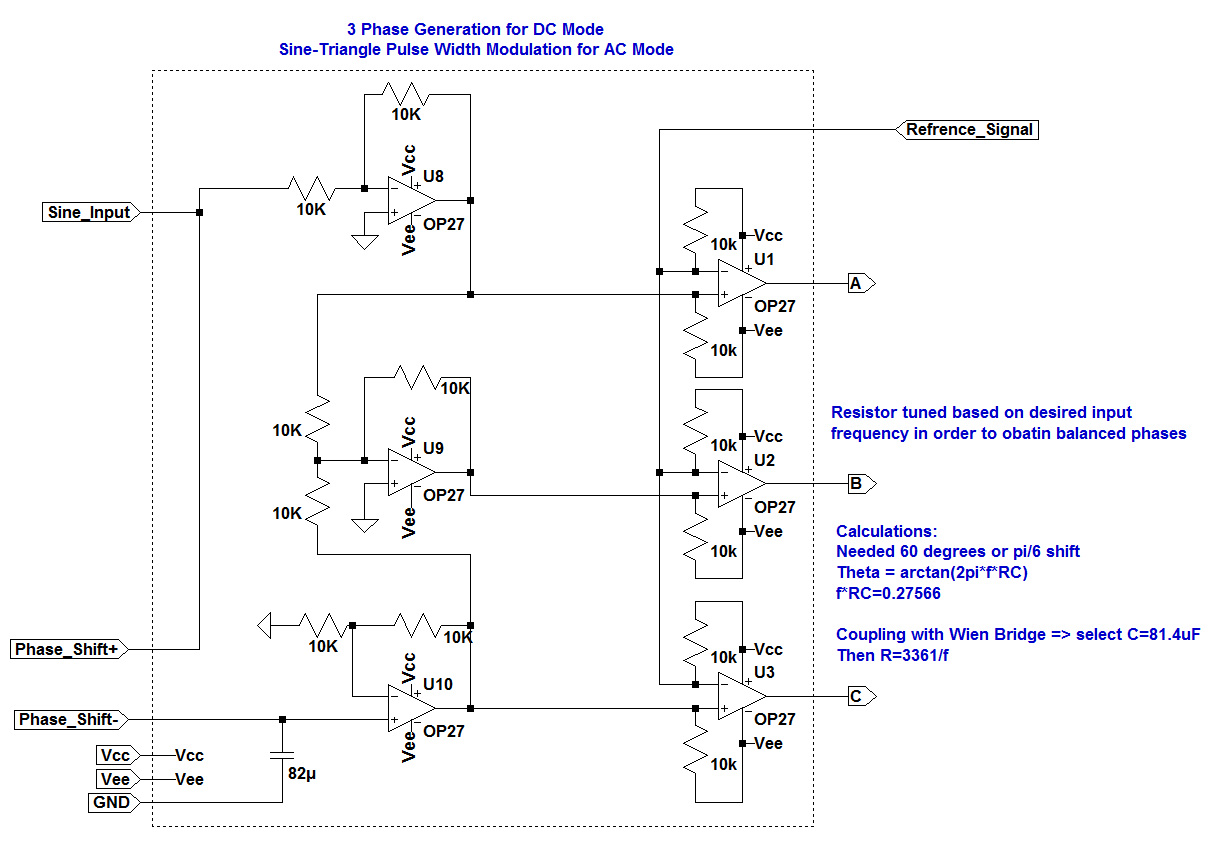 3 Phase Generation for DC Mode
Sine-Triangle Pulse Width Modulation for AC Mode
10K
Refrence_Signal
Vcc
U8
Sine_Input
10K
OP27
Vee
10k
Vcc
U1
A
OP27
Vee
10k
10K
10K
Vcc
U9
OP27
Vee
10K
10k
Vcc
U2
B
OP27
Vee
10k
Resistor tuned based on desired input
frequency in order to obatin balanced phases
Calculations:
Needed 60 degrees or pi/6 shift
Theta = arctan(2pi*f*RC)
f*RC=0.27566
Coupling with Wien Bridge => select C=81.4uF
Then R=3361/f
10K
10K
Phase_Shift+
Vcc
U10
Phase_Shift-
OP27
Vee
82µ
10k
Vcc
U3
C
OP27
Vee
10k
Vcc
Vcc
Vee
Vee
GND